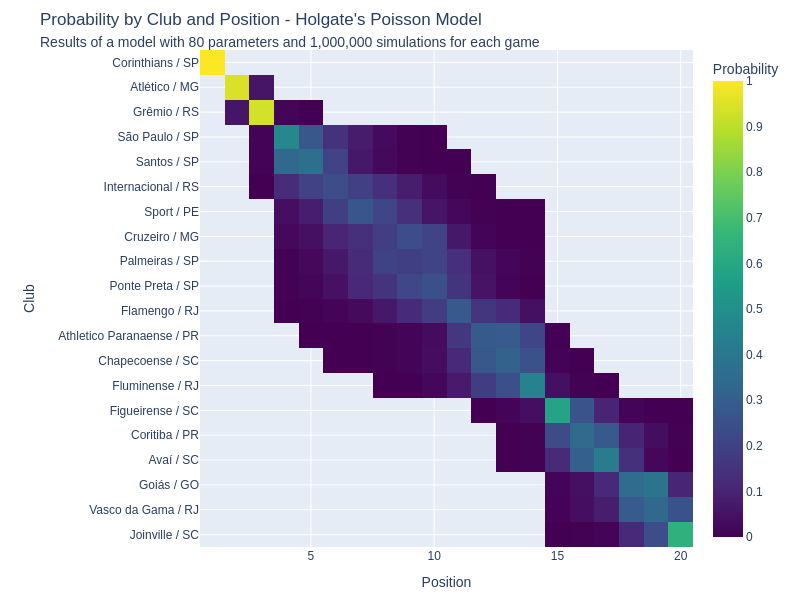 Probability by Club and Position - Holgate's Poisson Model
Results of a model with 80 parameters and 1,000,000 simulations for each game
Probability
Corinthians / SP
Atlético / MG
Grêmio / RS
São Paulo / SP
Santos / SP
Internacional / RS
Sport / PE
Cruzeiro / MG
Palmeiras / SP
Ponte Preta / SP
Flamengo / RJ
Athletico Paranaense / PR
Chapecoense / SC
Fluminense / RJ
Figueirense / SC
Coritiba / PR
Avaí / SC
Goiás / GO
Vasco da Gama / RJ
Joinville / SC
Club
5
10
15
20
Position
1
0.9
0.8
0.7
0.6
0.5
0.4
0.3
0.2
0.1
0